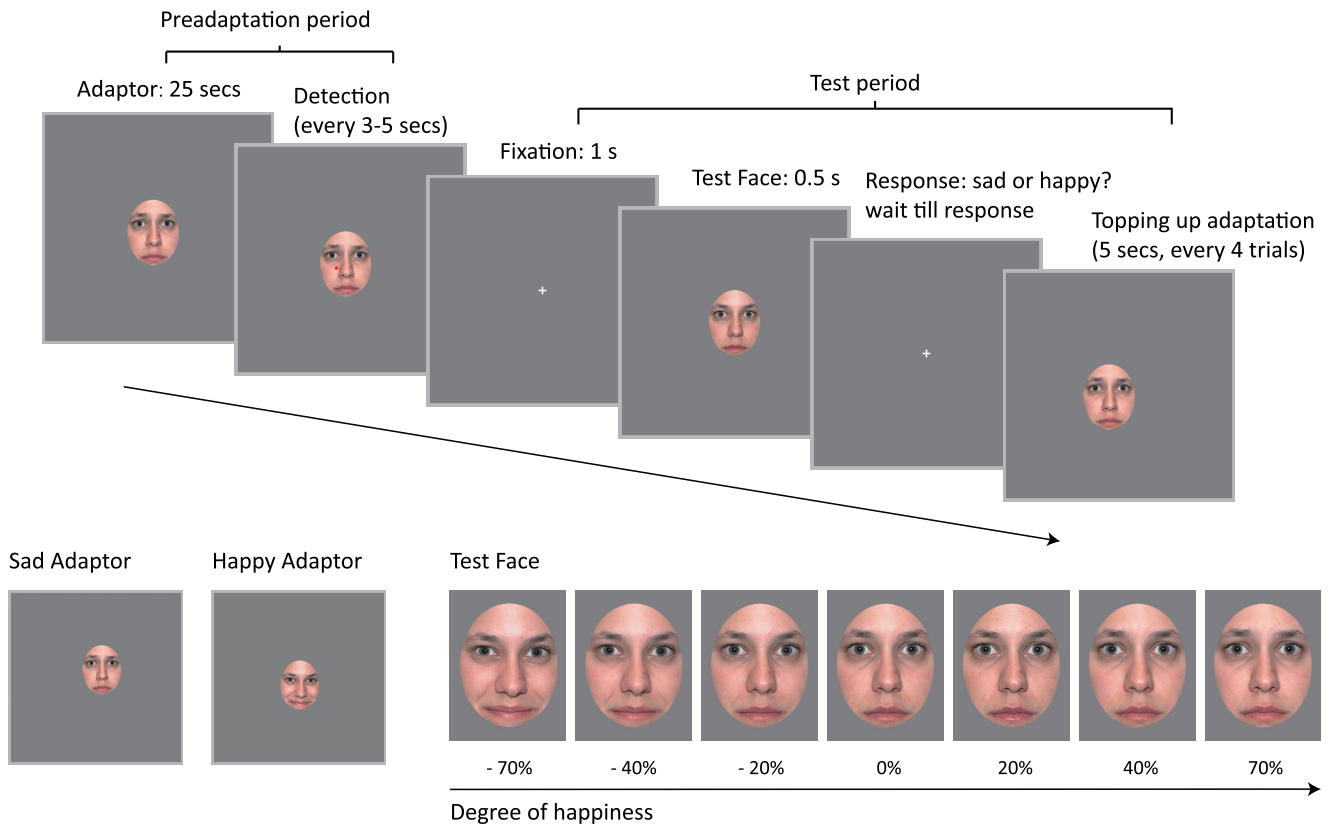 Preadaptation period
Adaptor: 25 secs
Detection
(every 3-5 secs)
Test period
Fixation: 1 s
Test Face: 0.5 s
Response: sad or happy?
wait till response
Topping up adaptation
(5 secs, every 4 trials)
Sad Adaptor
Happy Adaptor
Test Face
- 70%
- 40%
- 20%
0%
20%
40%
70%
Degree of happiness